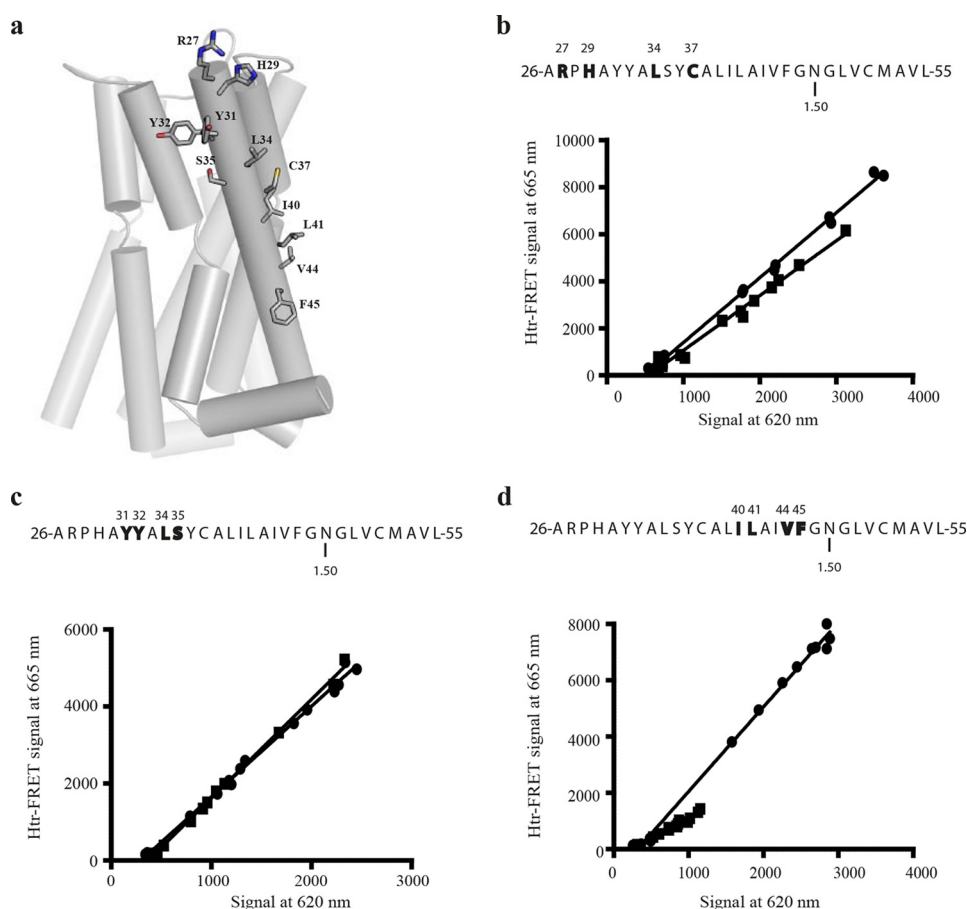 a
R27
H29
Y32
Y31
L34
S35
C37
I40
L41
V44
F45
b
27 29 34 37
26-ARPHAYYALSYCALILAIVFGNGLVCMAVL-55
1.50
Htr-FRET signal at 665 nm
10000
8000
6000
4000
2000
0
0 1000 2000 3000 4000
Signal at 620 nm
c
31 32 34 35
26-ARPHAYYALSYCALILAIVFGNGLVCMAVL-55
1.50
Htr-FRET signal at 665 nm
6000
4000
2000
0
0 1000 2000 3000
Signal at 620 nm
d
40 41 44 45
26-ARPHAYYALSYCALILAIVFGNGLVCMAVL-55
1.50
Htr-FRET signal at 665 nm
8000
6000
4000
2000
0
0 1000 2000 3000 4000
Signal at 620 nm